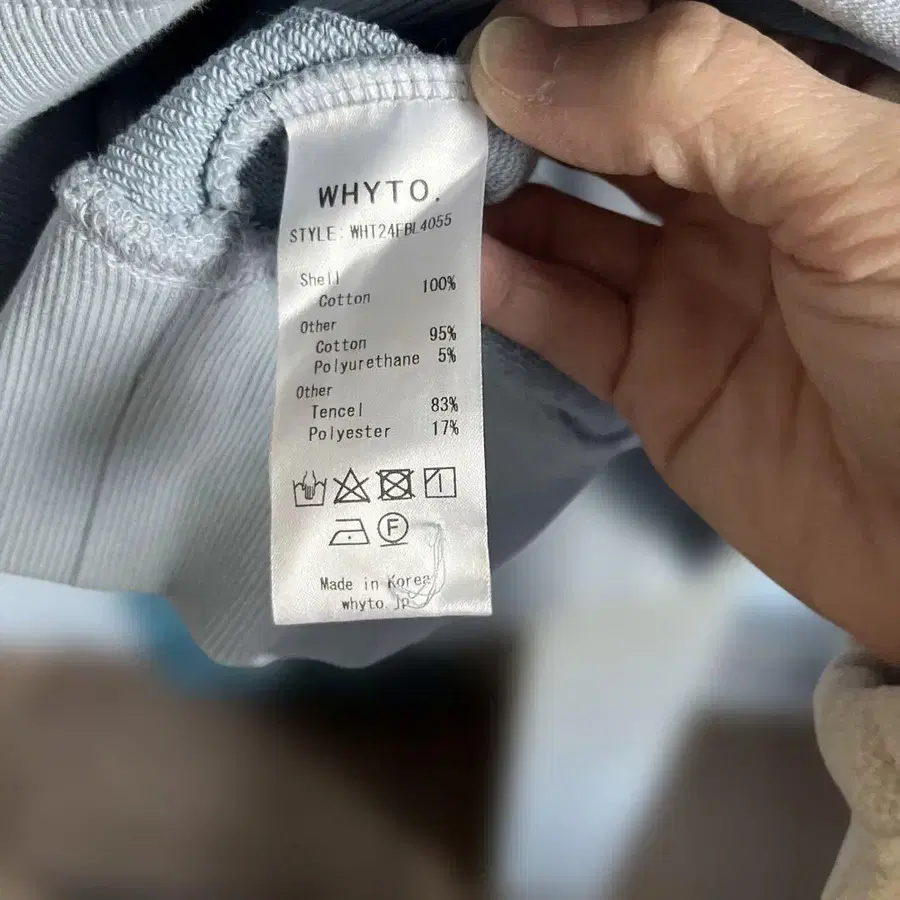 WHYTO.
STYLE: WHT24FBL4055
Shell
Cotton 100%
Other
Cotton 95%
Polyurethane 5%
Other
Tencel 83%
Polyester 17%
F
Made in Korea
whyto.jp